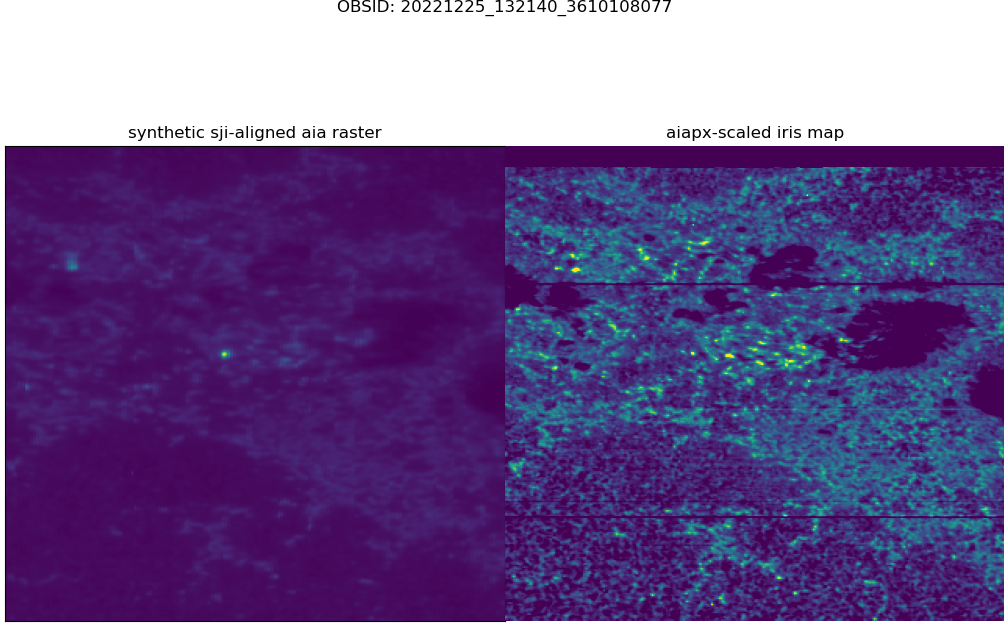 OBSID: 20221225_132140_3610108077
synthetic sji-aligned aia raster
aiapx-scaled iris map